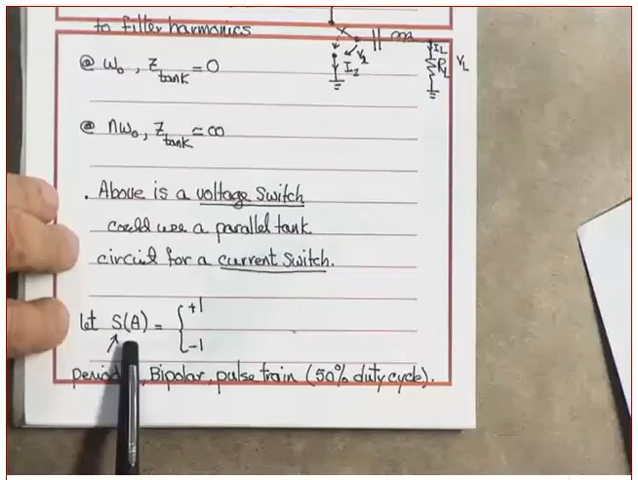 to filter harmonics
@ ω₀, Z_tank = 0
V₂
I₂
I_L
R_L
V_L
@ nω₀, Z_tank ≈ ∞
. Above is a voltage switch
could use a parallel tank
circuit for a current switch.
let S(A) = { +1
-1
Bipolar, pulse train (50% duty cycle).